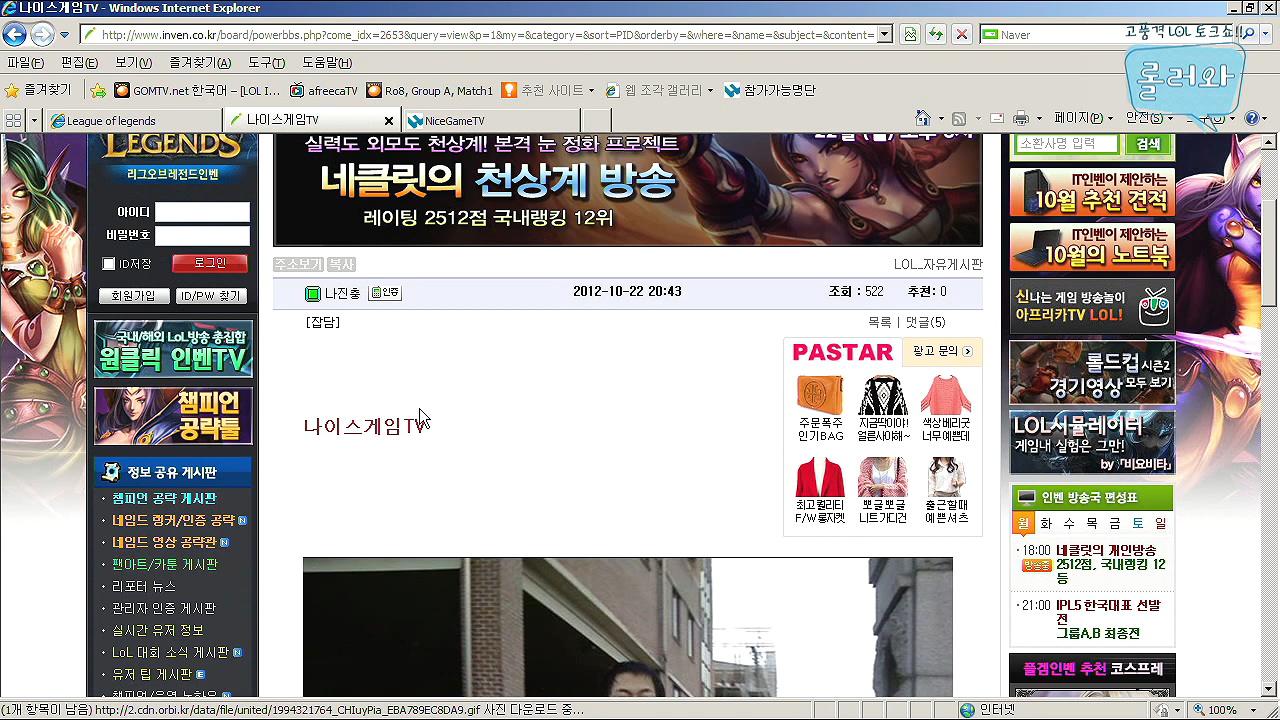 나이스게임TV - Windows Internet Explorer
고품격 LOL 토크쇼!!
http://www.inven.co.kr/board/powerbbs.php?come_idx=2653&query=view&p=1&my=&category=&sort=PID&orderby=&where=&name=&subject=&content=
Naver
롤러와
파일(F) 편집(E) 보기(V) 즐겨찾기(A) 도구(T) 도움말(H)
즐겨찾기 GOMTV.net 한국어 – [LOL I... afreecaTV Ro8, Group A, Match1 추천 사이트 웹 조각 갤러리 참가가능명단
League of legends 나이스게임TV NiceGameTV 페이지(P) 안전(S)
LEGENDS
리그오브레전드인벤
아이디
비밀번호
ID저장 로그인
회원가입 ID/PW 찾기
국내/해외 LoL방송 총집합
원클릭 인벤TV
챔피언
공략툴
정보 공유 게시판
챔피언 공략 게시판
네임드 랭커/인증 공략
네임드 영상 공략관
팬아트/카툰 게시판
리포터 뉴스
관리자 인증 게시판
실시간 유저 정보
LoL 대회 소식 게시판
유저 팁 게시판
실력도 외모도 천상계! 본격 눈 정화 프로젝트
네클릿의 천상계 방송
레이팅 2512점 국내랭킹 12위
주소보기 복사 LOL_자유게시판
나진충 인증 2012-10-22 20:43 조회 : 522 추천: 0
[잡담] 목록 | 댓글(5)
나이스게임TV
PASTAR 광고 문의
주문폭주
인기BAG
지금딱이야!
얼른사야해~
색상베리굿
너무예쁜데
최고퀄리티
F/W롱자켓
뽀글뽀글
니트가디건
출근할때
예쁜셔츠
소환사명 입력 검색
IT인벤이 제안하는
10월 추천 견적
IT인벤이 제안하는
10월의 노트북
신나는 게임 방송놀이
아프리카TV LOL!
롤드컵 시즌2
경기영상 모두 보기
LOL시뮬레이터
게임내 실험은 그만!
by 「비요비타」
인벤 방송국 편성표
월 화 수 목 금 토 일
18:00 네클릿의 개인방송
방송중 2512점, 국내랭킹 12
등
21:00 IPL5 한국대표 선발
전
그룹A,B 최종전
플겜인벤 추천 코스프레
(1개 항목이 남음) http://2.cdn.orbi.kr/data/file/united/1994321764_CHIuyPia_EBA789EC8DA9.gif 사진 다운로드 중...
인터넷 100%